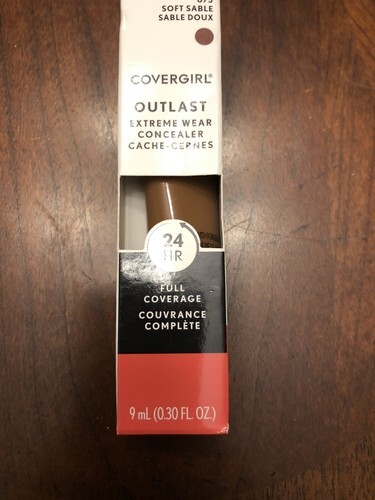 875
SOFT SABLE
SABLE DOUX
COVERGIRL®
OUTLAST
EXTREME WEAR
CONCEALER
CACHE-CERNES
24
HR
FULL
COVERAGE
COUVRANCE
COMPLÈTE
9 mL (0.30 FL. OZ.)